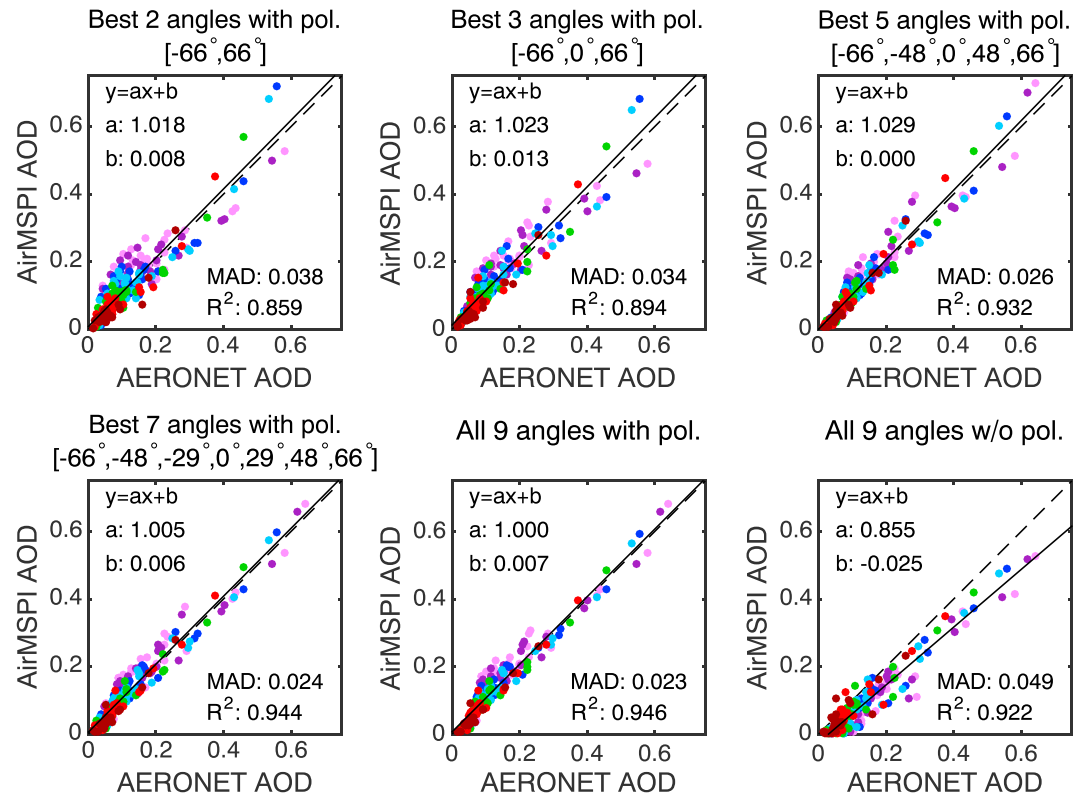 Best 2 angles with pol.
[-66°,66°]
y=ax+b
a: 1.018
b: 0.008
MAD: 0.038
R²: 0.859
0.6
0.4
0.2
0
0 0.2 0.4 0.6
AirMSPI AOD
AERONET AOD
Best 3 angles with pol.
[-66°,0°,66°]
y=ax+b
a: 1.023
b: 0.013
MAD: 0.034
R²: 0.894
0.6
0.4
0.2
0
0 0.2 0.4 0.6
AirMSPI AOD
AERONET AOD
Best 5 angles with pol.
[-66°,-48°,0°,48°,66°]
y=ax+b
a: 1.029
b: 0.000
MAD: 0.026
R²: 0.932
0.6
0.4
0.2
0
0 0.2 0.4 0.6
AirMSPI AOD
AERONET AOD
Best 7 angles with pol.
[-66°,-48°,-29°,0°,29°,48°,66°]
y=ax+b
a: 1.005
b: 0.006
MAD: 0.024
R²: 0.944
0.6
0.4
0.2
0
0 0.2 0.4 0.6
AirMSPI AOD
AERONET AOD
All 9 angles with pol.
y=ax+b
a: 1.000
b: 0.007
MAD: 0.023
R²: 0.946
0.6
0.4
0.2
0
0 0.2 0.4 0.6
AirMSPI AOD
AERONET AOD
All 9 angles w/o pol.
y=ax+b
a: 0.855
b: -0.025
MAD: 0.049
R²: 0.922
0.6
0.4
0.2
0
0 0.2 0.4 0.6
AirMSPI AOD
AERONET AOD